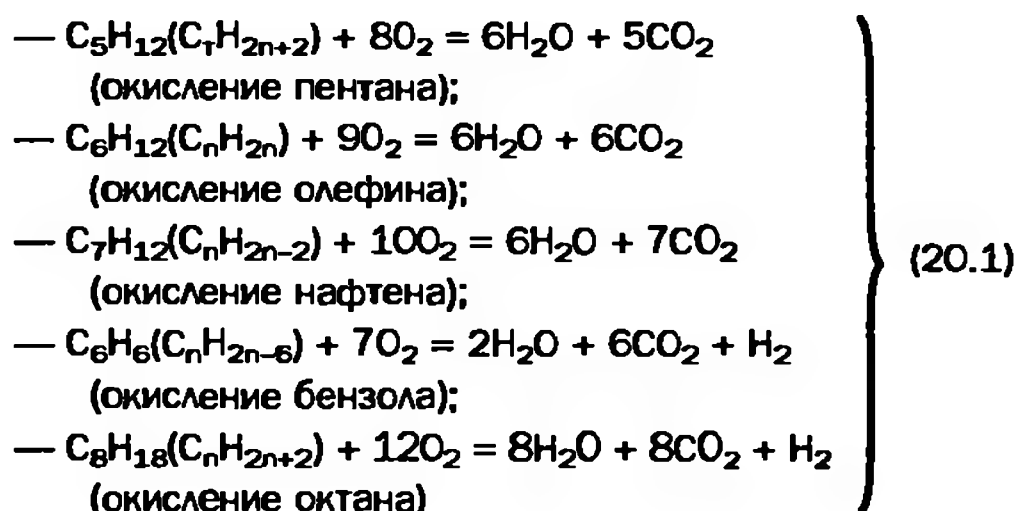 — C₅H₁₂(CₜH₂ₙ₊₂) + 8O₂ = 6H₂O + 5CO₂
(окисление пентана);
— C₆H₁₂(CₙH₂ₙ) + 9O₂ = 6H₂O + 6CO₂
(окисление олефина);
— C₇H₁₂(CₙH₂ₙ₋₂) + 10O₂ = 6H₂O + 7CO₂
(окисление нафтена);
(20.1)
— C₆H₆(CₙH₂ₙ₋₆) + 7O₂ = 2H₂O + 6CO₂ + H₂
(окисление бензола);
— C₈H₁₈(CₙH₂ₙ₊₂) + 12O₂ = 8H₂O + 8CO₂ + H₂
(окисление октана)